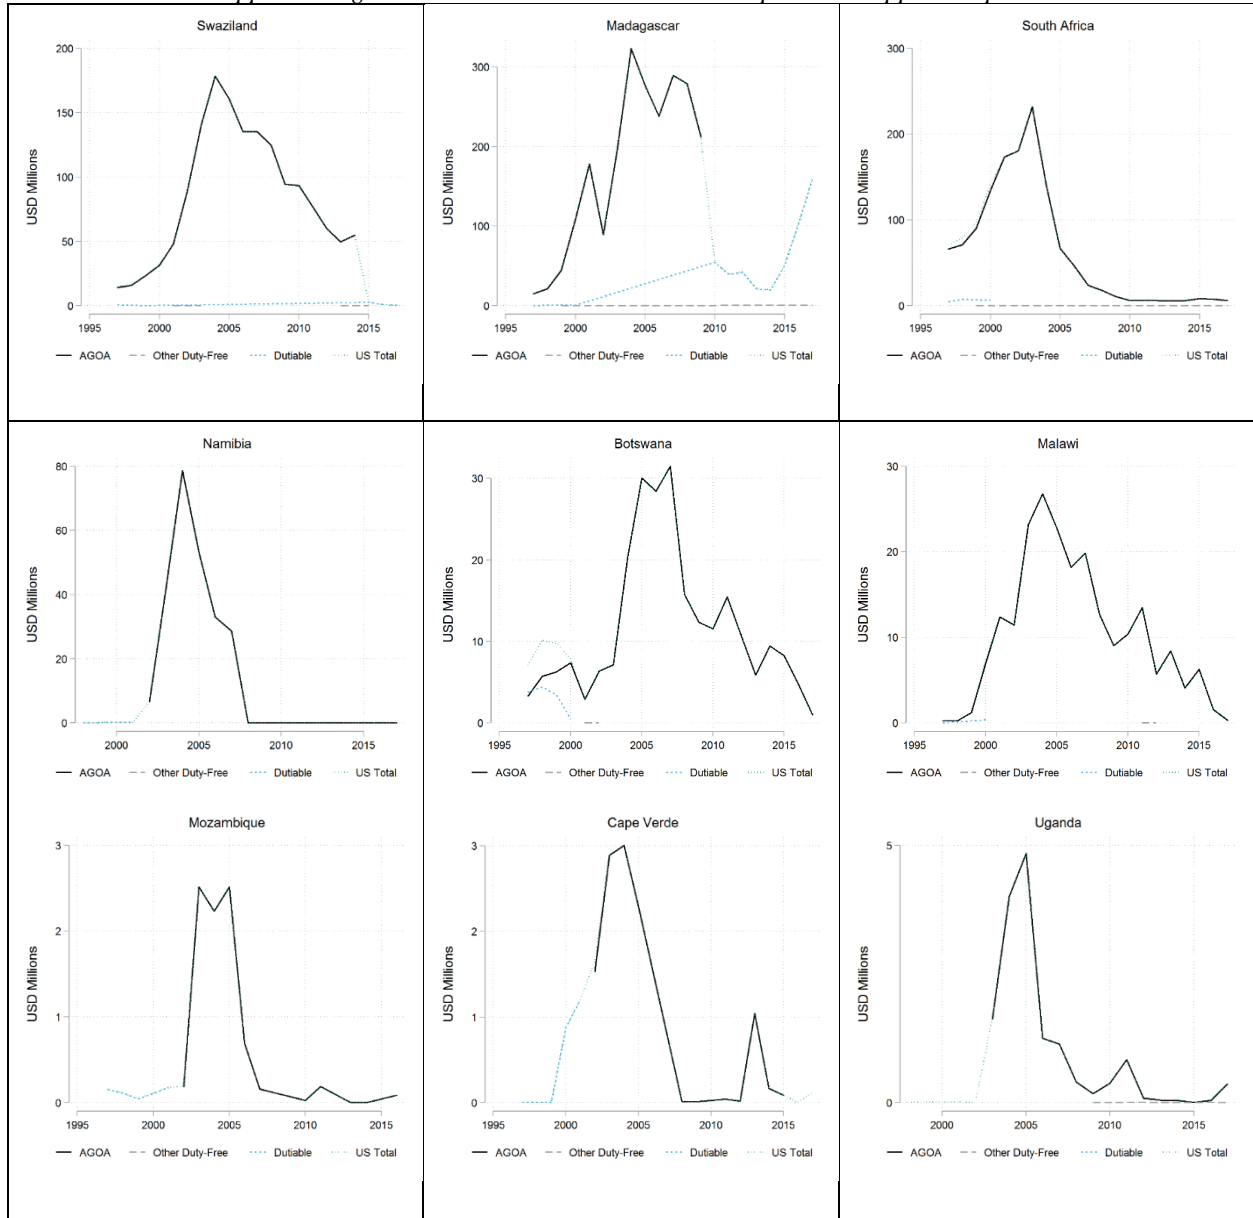 Swaziland
200
150
100
50
0
USD Millions
1995 2000 2005 2010 2015
AGOA Other Duty-Free Dutiable US Total
Madagascar
300
200
100
0
USD Millions
1995 2000 2005 2010 2015
AGOA Other Duty-Free Dutiable US Total
South Africa
300
200
100
0
USD Millions
1995 2000 2005 2010 2015
AGOA Other Duty-Free Dutiable US Total
Namibia
80
60
40
20
0
USD Millions
2000 2005 2010 2015
AGOA Other Duty-Free Dutiable US Total
Botswana
30
20
10
0
USD Millions
1995 2000 2005 2010 2015
AGOA Other Duty-Free Dutiable US Total
Malawi
30
20
10
0
USD Millions
1995 2000 2005 2010 2015
AGOA Other Duty-Free Dutiable US Total
Mozambique
3
2
1
0
USD Millions
1995 2000 2005 2010 2015
AGOA Other Duty-Free Dutiable US Total
Cape Verde
3
2
1
0
USD Millions
1995 2000 2005 2010 2015
AGOA Other Duty-Free Dutiable US Total
Uganda
5
0
USD Millions
2000 2005 2010 2015
AGOA Other Duty-Free Dutiable US Total